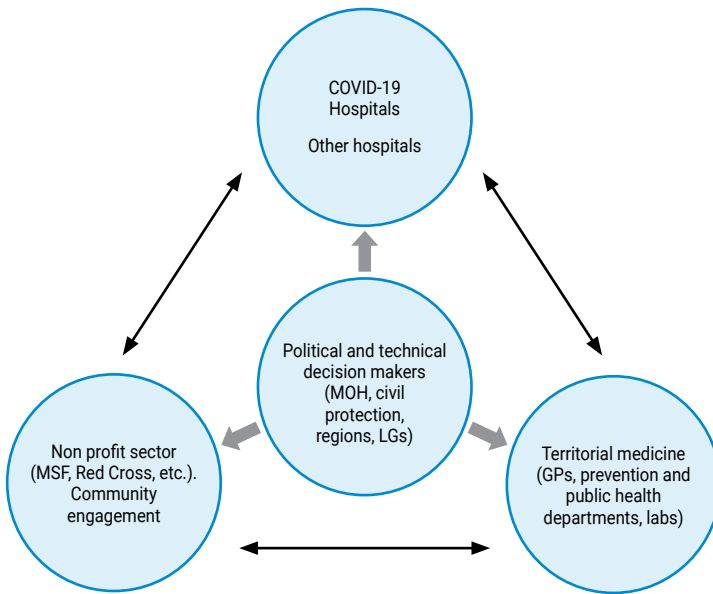 COVID-19
Hospitals
Other hospitals
Political and technical
decision makers
(MOH, civil
protection,
regions, LGs)
Non profit sector
(MSF, Red Cross, etc.).
Community
engagement
Territorial medicine
(GPs, prevention and
public health
departments, labs)